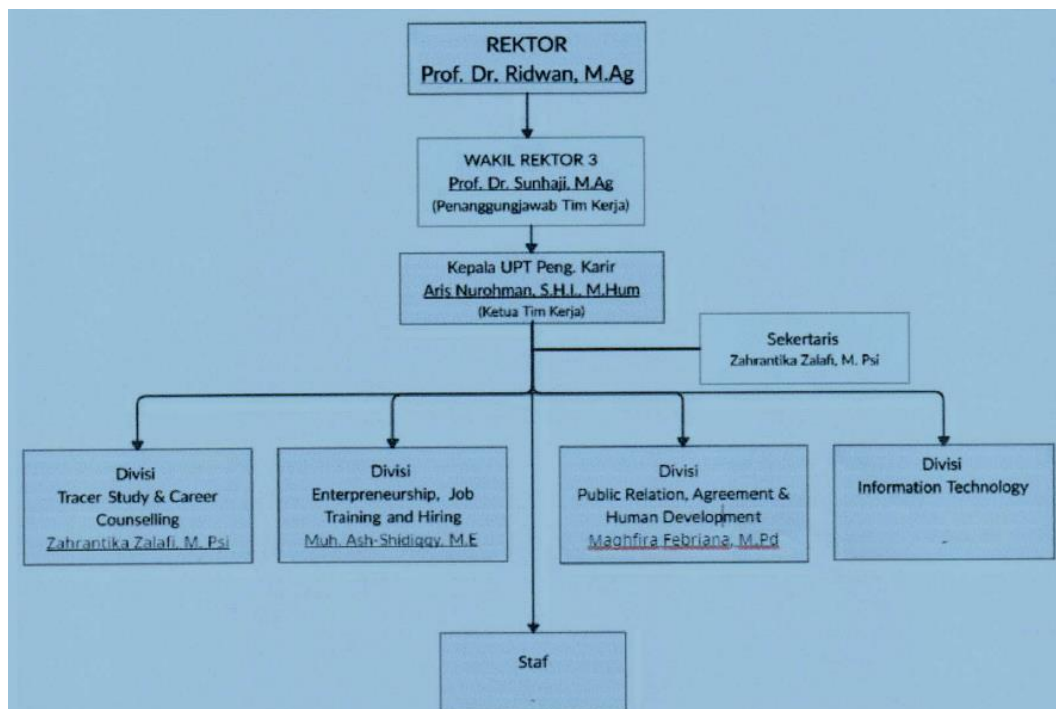 REKTOR
Prof. Dr. Ridwan, M.Ag
WAKIL REKTOR 3
Prof. Dr. Sunhaji, M.Ag
(Penanggungjawab Tim Kerja)
Kepala UPT Peng. Karir
Aris Nurohman, S.H.I., M.Hum
(Ketua Tim Kerja)
Sekertaris
Zahrantika Zalafi, M. Psi
Divisi
Tracer Study & Career
Counselling
Zahrantika Zalafi, M. Psi
Divisi
Enterpreneurship, Job
Training and Hiring
Muh. Ash-Shidiqqy, M.E
Divisi
Public Relation, Agreement &
Human Development
Maghfira Febriana, M.Pd
Divisi
Information Technology
-
Staf
-